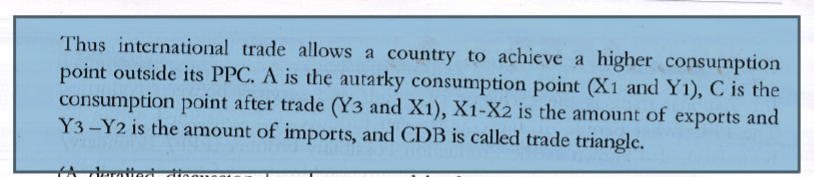 Thus international trade allows a country to achieve a higher consumption
point outside its PPC. A is the autarky consumption point (X1 and Y1), C is the
consumption point after trade (Y3 and X1), X1-X2 is the amount of exports and
Y3 –Y2 is the amount of imports, and CDB is called trade triangle.
(A detailed